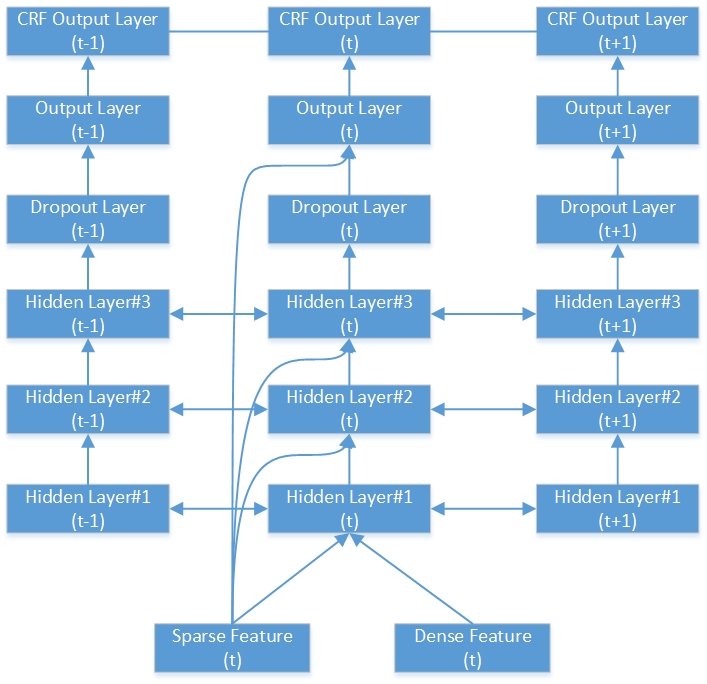 CRF Output Layer
(t-1)
CRF Output Layer
(t)
CRF Output Layer
(t+1)
Output Layer
(t-1)
Output Layer
(t)
Output Layer
(t+1)
Dropout Layer
(t-1)
Dropout Layer
(t)
Dropout Layer
(t+1)
Hidden Layer#3
(t-1)
Hidden Layer#3
(t)
Hidden Layer#3
(t+1)
Hidden Layer#2
(t-1)
Hidden Layer#2
(t)
Hidden Layer#2
(t+1)
Hidden Layer#1
(t-1)
Hidden Layer#1
(t)
Hidden Layer#1
(t+1)
Sparse Feature
(t)
Dense Feature
(t)